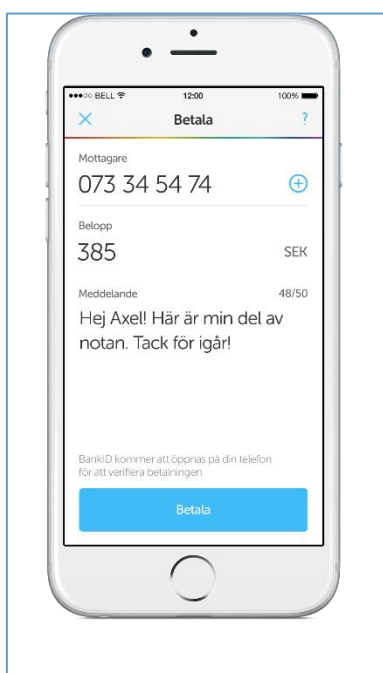 BELL 12:00 100%
Betala ?
Mottagare
073 34 54 74
Belopp
385 SEK
Meddelande 48/50
Hej Axel! Här är min del av
notan. Tack för igår!
BankID kommer att öppnas på din telefon
för att verifiera betalningen
Betala